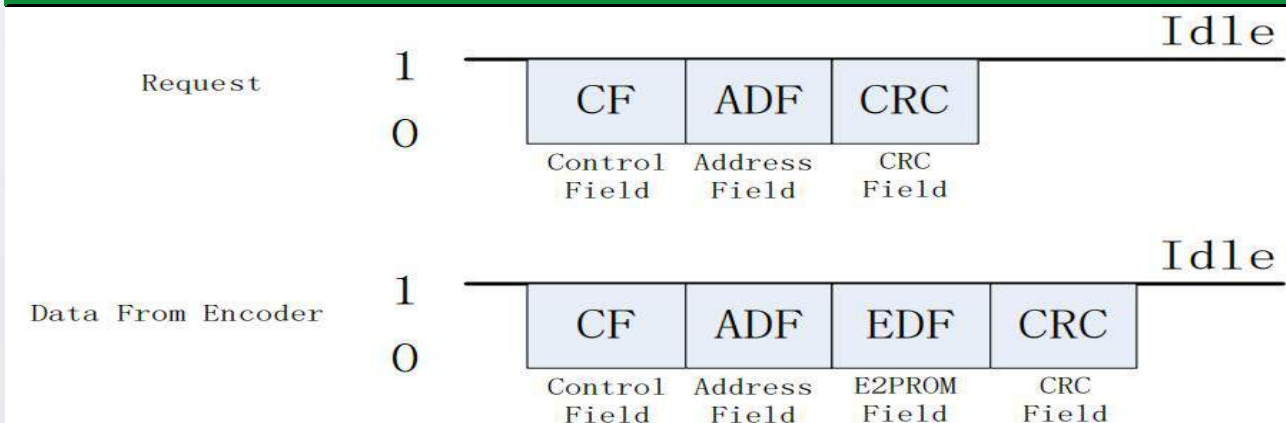 Idle
Request
1
0
CF ADF CRC
Control Address CRC
Field Field Field
Idle
Data From Encoder
1
0
CF ADF EDF CRC
Control Address E2PROM CRC
Field Field Field Field